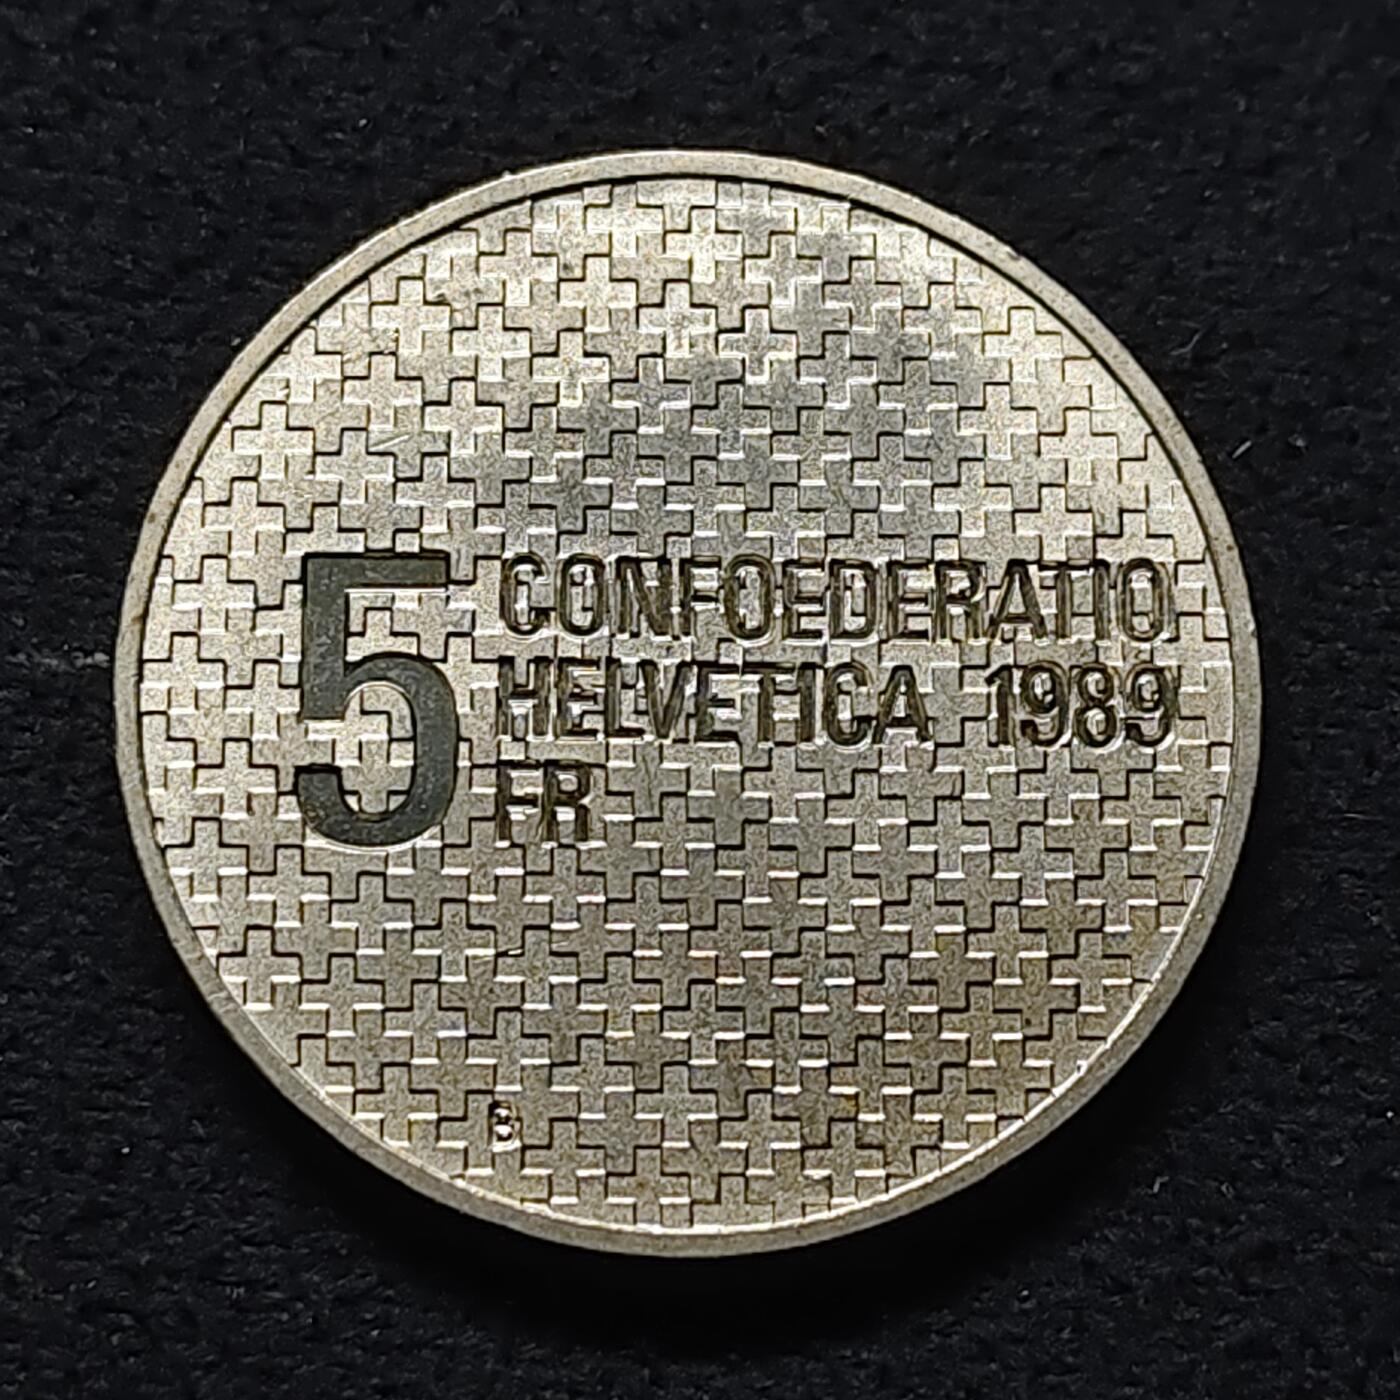 5 CONFOEDERATIO
HELVETICA 1989
FR
B